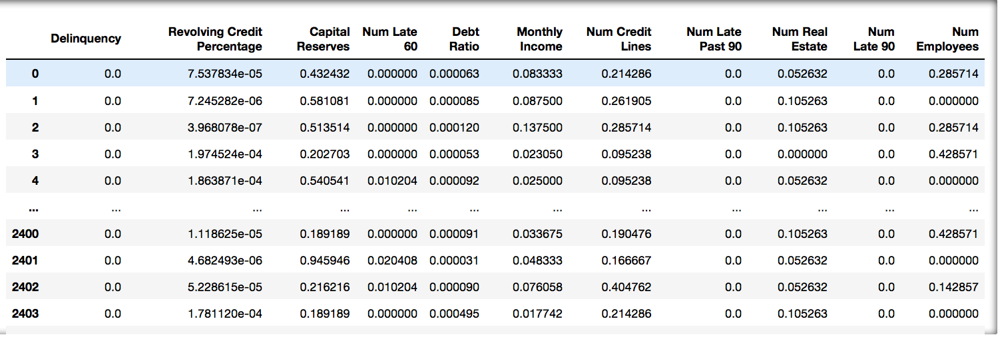 Delinquency Revolving Credit Percentage Capital Reserves Num Late 60 Debt Ratio Monthly Income Num Credit Lines Num Late Past 90 Num Real Estate Num Late 90 Num Employees
0 0.0 7.537834e-05 0.432432 0.000000 0.000063 0.083333 0.214286 0.0 0.052632 0.0 0.285714
1 0.0 7.245282e-06 0.581081 0.000000 0.000085 0.087500 0.261905 0.0 0.105263 0.0 0.000000
2 0.0 3.968078e-07 0.513514 0.000000 0.000120 0.137500 0.285714 0.0 0.105263 0.0 0.285714
3 0.0 1.974524e-04 0.202703 0.000000 0.000053 0.023050 0.095238 0.0 0.000000 0.0 0.428571
4 0.0 1.863871e-04 0.540541 0.010204 0.000092 0.025000 0.095238 0.0 0.052632 0.0 0.000000
... ... ... ... ... ... ... ... ... ... ... ...
2400 0.0 1.118625e-05 0.189189 0.000000 0.000091 0.033675 0.190476 0.0 0.105263 0.0 0.428571
2401 0.0 4.682493e-06 0.945946 0.020408 0.000031 0.048333 0.166667 0.0 0.052632 0.0 0.000000
2402 0.0 5.228615e-05 0.216216 0.010204 0.000090 0.076058 0.404762 0.0 0.052632 0.0 0.142857
2403 0.0 1.781120e-04 0.189189 0.000000 0.000495 0.017742 0.214286 0.0 0.105263 0.0 0.000000